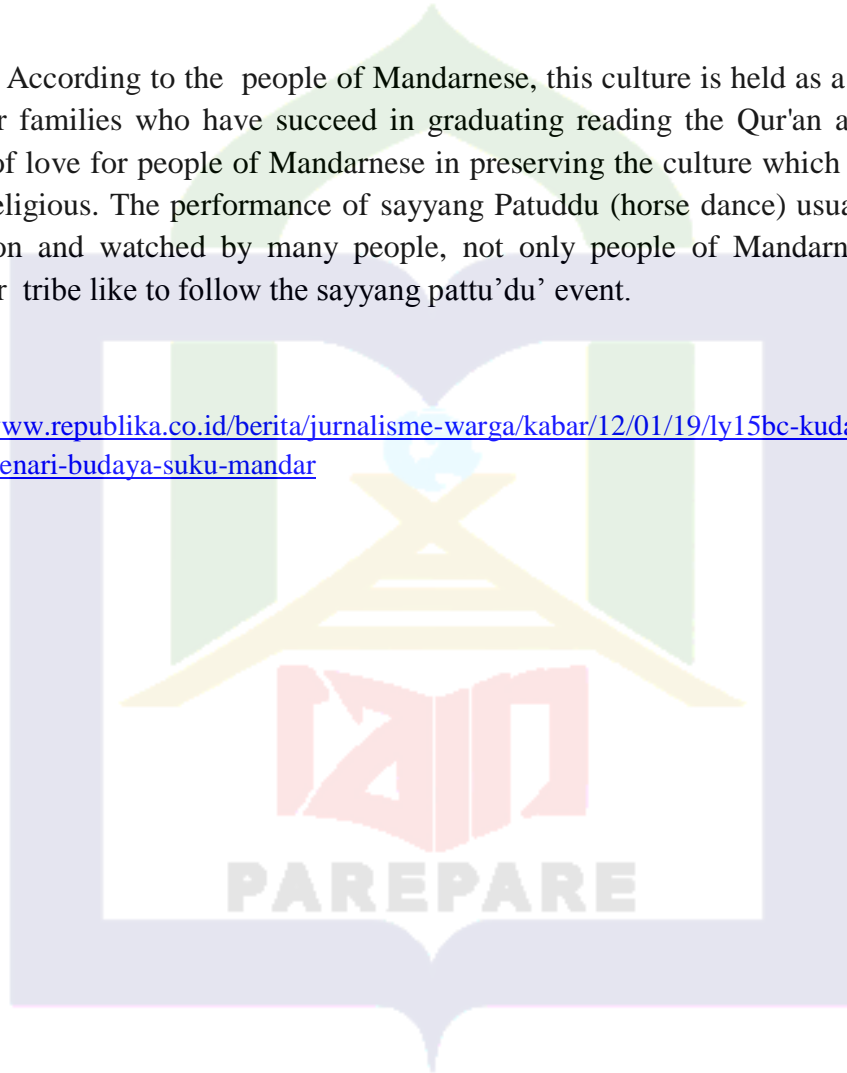 According to the people of Mandarnese, this culture is held as a
r families who have succeed in graduating reading the Qur'an a
of love for people of Mandarnese in preserving the culture which
eligious. The performance of sayyang Patuddu (horse dance) usua
on and watched by many people, not only people of Mandarn
r tribe like to follow the sayyang pattu’du’ event.
ww.republika.co.id/berita/jurnalisme-warga/kabar/12/01/19/ly15bc-kuda
enari-budaya-suku-mandar
iain
PAREPARE